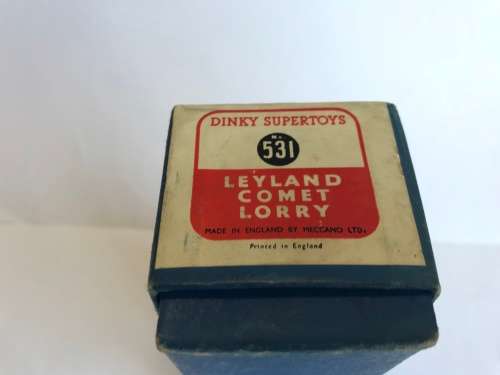 DINKY SUPERTOYS
No
531
LEYLAND
COMET
LORRY
MADE IN ENGLAND BY MECCANO LTD.
Printed in England